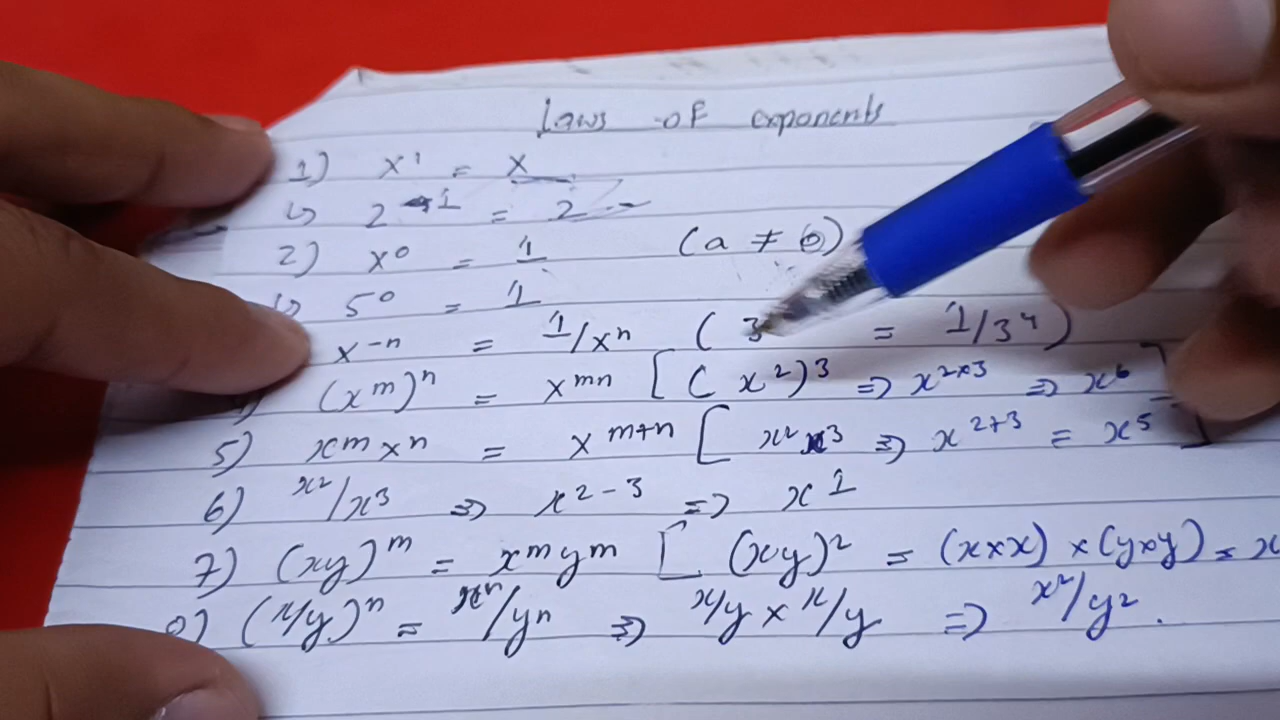 Laws of exponents
1) x¹ = x
↳ 2¹ = 2
2) x⁰ = 1 (a ≠ 0)
↳ 5⁰ = 1
x⁻ⁿ = 1/xⁿ ( 3 = 1/3⁴ )
(xᵐ)ⁿ = xᵐⁿ [ ( x²)³ => x²ˣ³ => x⁶ ]
5) xᵐ xⁿ = xᵐ⁺ⁿ [ x² x³ => x²⁺³ = x⁵ ]
6) x²/x³ => x²⁻³ => x¹
7) (xy)ᵐ = xᵐyᵐ [ (xy)² = (x×x) × (y×y) = x
(x/y)ⁿ = xⁿ/yⁿ => x/y × x/y => x²/y².